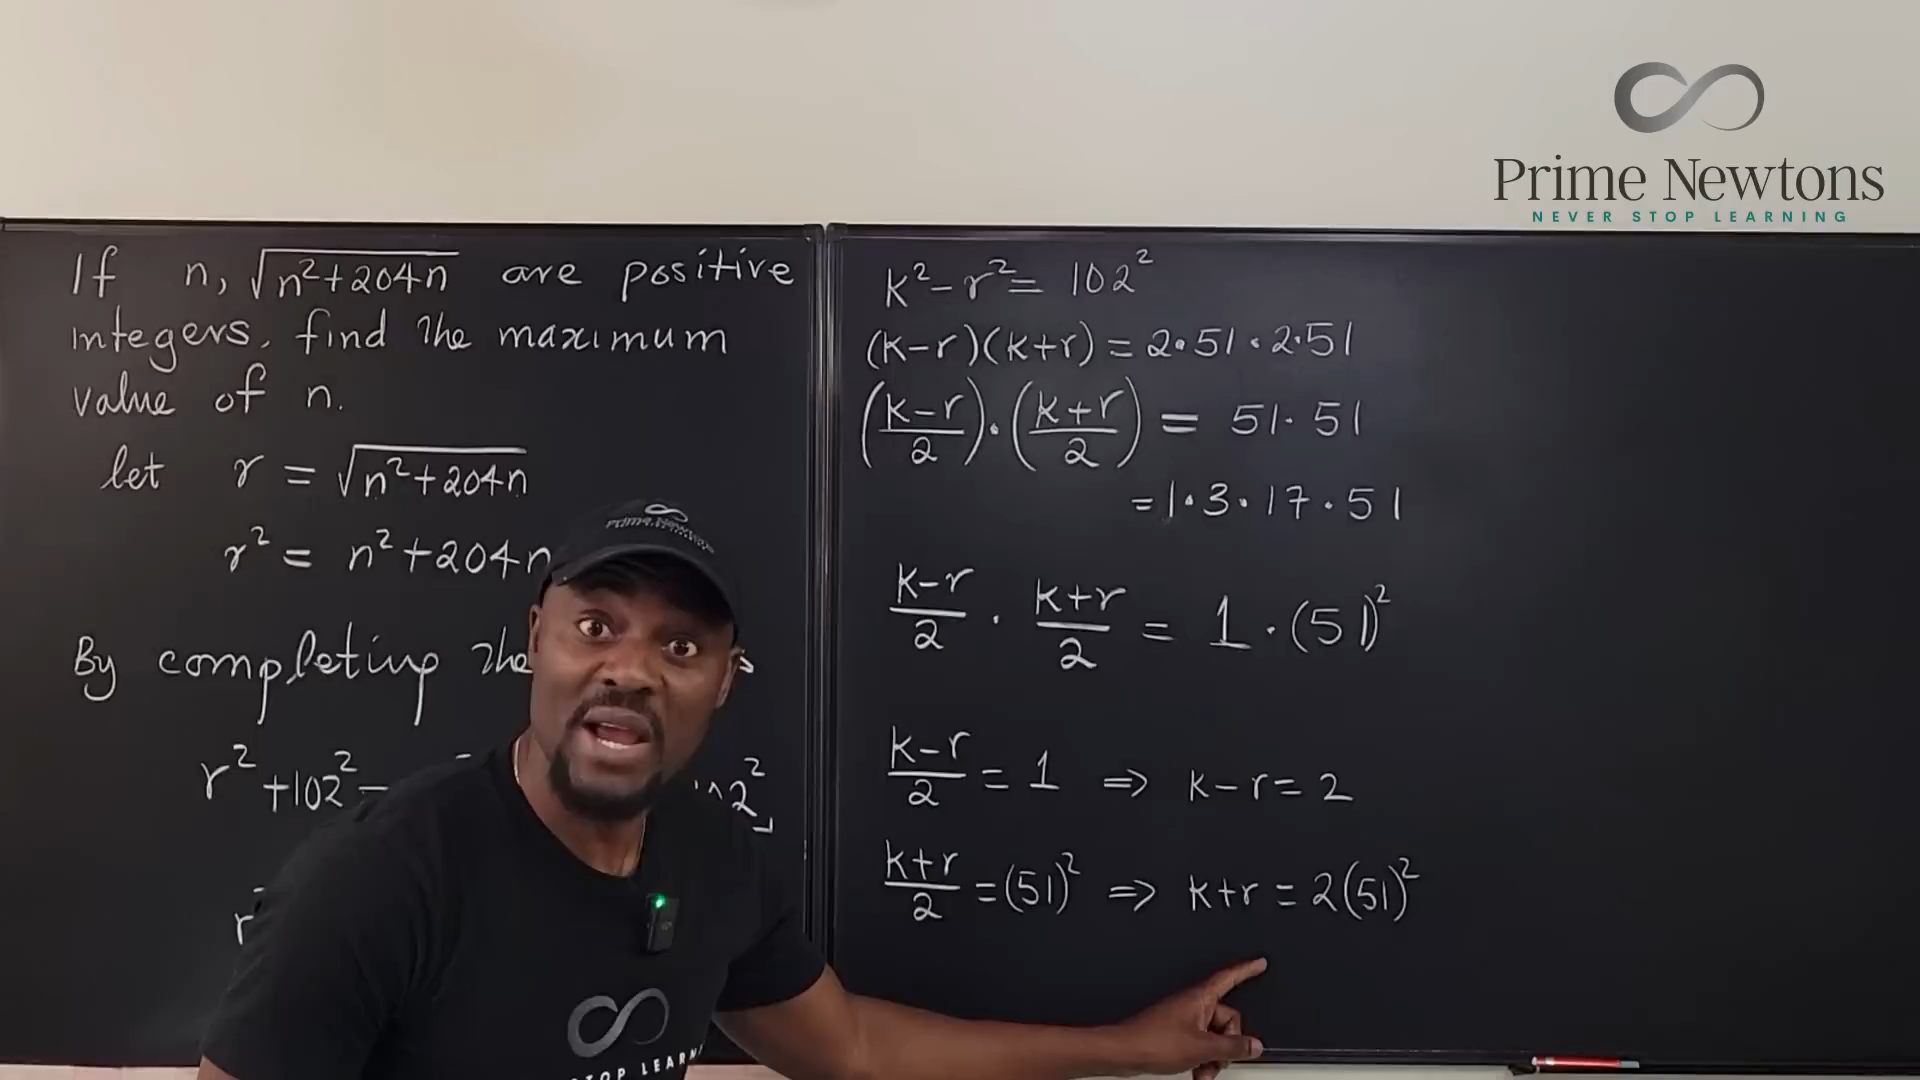 Prime Newtons
NEVER STOP LEARNING
If n, √(n²+204n) are positive
integers, find the maximum
value of n.
let r = √(n²+204n)
r² = n²+204n
By completing the
r²+102² =
r
k²-r² = 102²
(k-r)(k+r) = 2·51·2·51
((k-r)/2)·((k+r)/2) = 51·51
=1·3·17·51
(k-r)/2 · (k+r)/2 = 1·(51)²
(k-r)/2 = 1 ⇒ k-r=2
(k+r)/2 =(51)² ⇒ k+r = 2(51)²
Prime Newtons